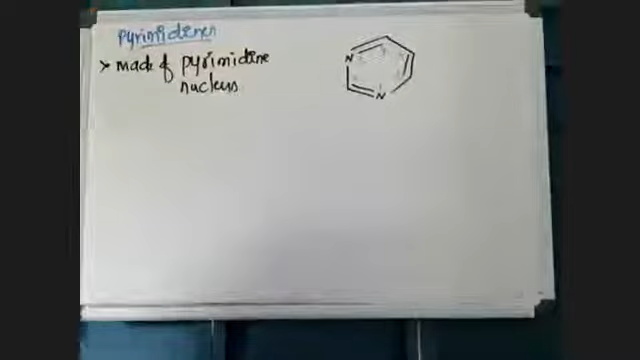 Pyrimidines
> made of pyrimidine
nucleus
N
N